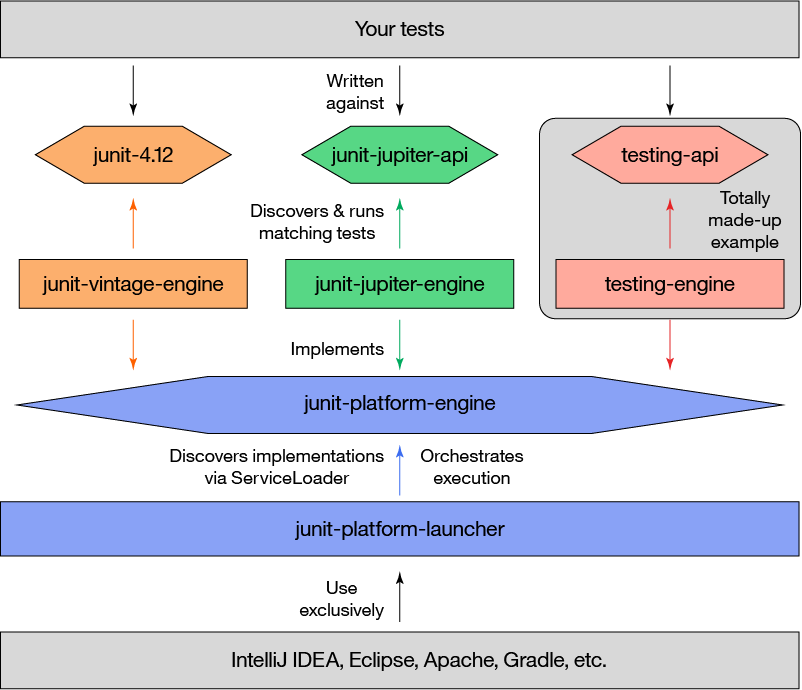 Your tests
Written
against
junit-4.12
junit-jupiter-api
testing-api
Discovers & runs
matching tests
Totally
made-up
example
junit-vintage-engine
junit-jupiter-engine
testing-engine
Implements
junit-platform-engine
Discovers implementations
via ServiceLoader
Orchestrates
execution
junit-platform-launcher
Use
exclusively
IntelliJ IDEA, Eclipse, Apache, Gradle, etc.